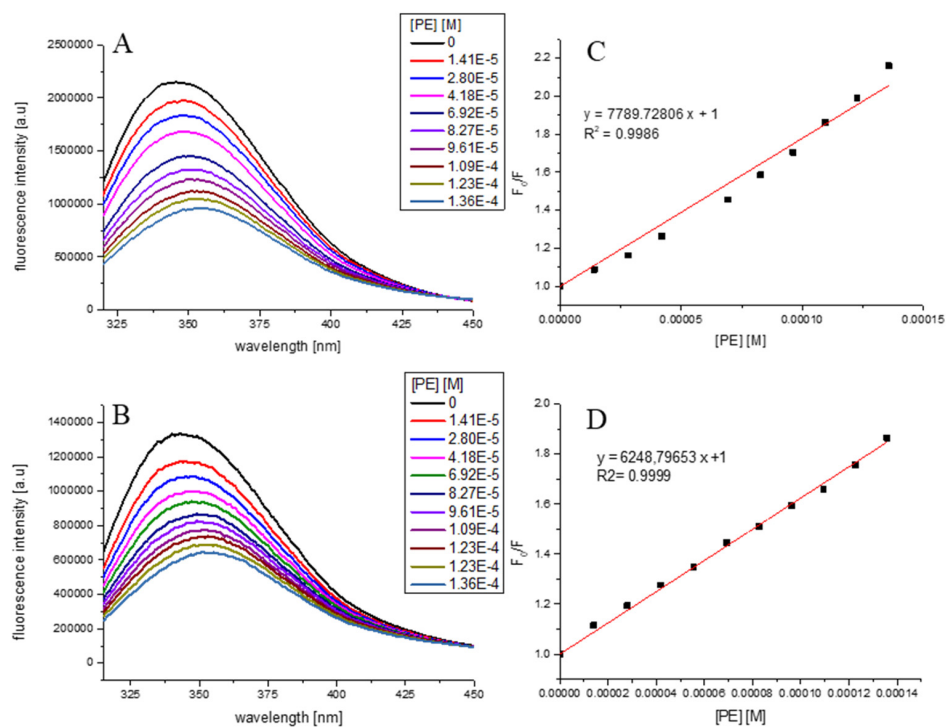 A
[PE] [M]
0
1.41E-5
2.80E-5
4.18E-5
6.92E-5
8.27E-5
9.61E-5
1.09E-4
1.23E-4
1.36E-4
2500000
2000000
1500000
1000000
500000
0
fluorescence intensity [a.u]
325
350
375
400
425
450
wavelength [nm]
C
y = 7789.72806 x + 1
R² = 0.9986
2.2
2.0
1.8
1.6
1.4
1.2
1.0
F₀/F
0.00000
0.00005
0.00010
0.00015
[PE] [M]
B
[PE] [M]
0
1.41E-5
2.80E-5
4.18E-5
6.92E-5
8.27E-5
9.61E-5
1.09E-4
1.23E-4
1.23E-4
1.36E-4
1400000
1200000
1000000
800000
600000
400000
200000
0
fluorescence intensity [a.u]
325
350
375
400
425
450
wavelength [nm]
D
y = 6248,79653 x +1
R2= 0.9999
2.0
1.8
1.6
1.4
1.2
1.0
F₀/F
0.00000
0.00002
0.00004
0.00006
0.00008
0.00010
0.00012
0.00014
[PE] [M]